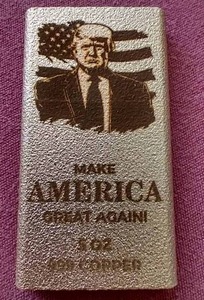 MAKE
AMERICA
GREAT AGAIN!
5 OZ
999 COPPER